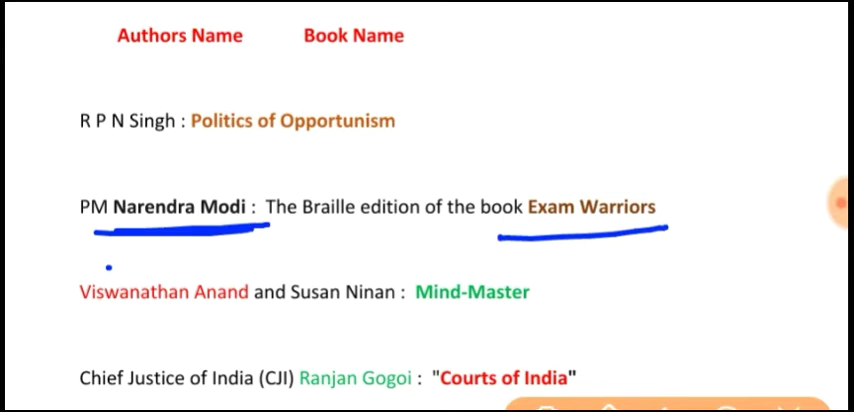 Authors Name Book Name
R P N Singh : Politics of Opportunism
PM Narendra Modi : The Braille edition of the book Exam Warriors
Viswanathan Anand and Susan Ninan : Mind-Master
Chief Justice of India (CJI) Ranjan Gogoi : "Courts of India"